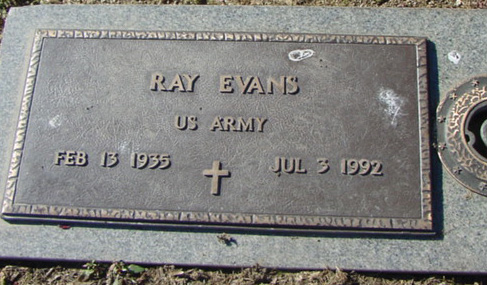 RAY EVANS
US ARMY
FEB 13 1935 JUL 3 1992